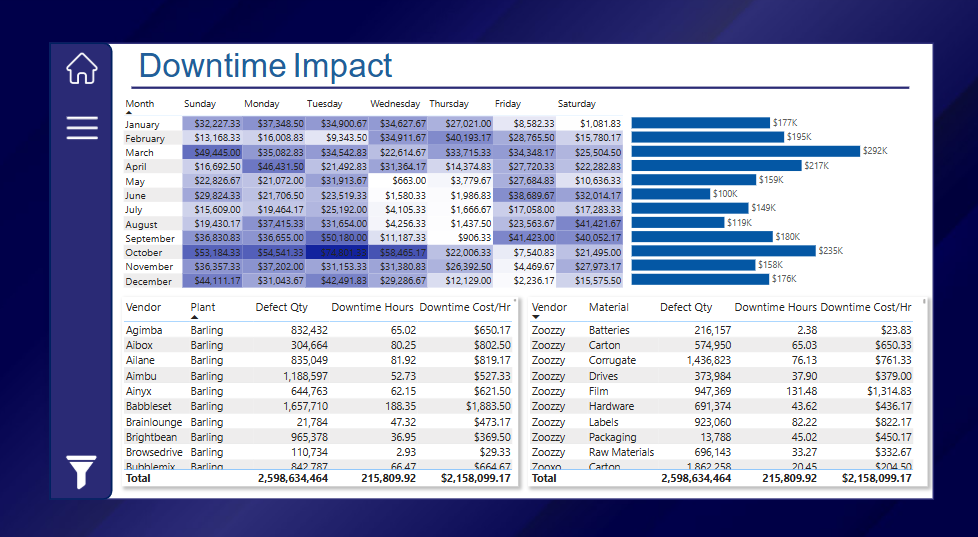 Downtime Impact
Month Sunday Monday Tuesday Wednesday Thursday Friday Saturday
January $32,227.33 $37,348.50 $34,900.67 $34,627.67 $27,021.00 $8,582.33 $1,081.83 $177K
February $13,168.33 $16,008.83 $9,343.50 $34,911.67 $40,193.17 $28,765.50 $15,780.17 $195K
March $49,445.00 $35,082.83 $34,542.83 $22,614.67 $33,715.33 $34,348.17 $25,504.50 $292K
April $16,692.50 $46,431.50 $21,492.83 $31,364.17 $14,374.83 $27,720.33 $22,282.83 $217K
May $22,826.67 $21,072.00 $31,913.67 $663.00 $3,779.67 $27,684.83 $10,636.33 $159K
June $29,824.33 $21,706.50 $23,519.33 $1,580.33 $1,986.83 $38,689.67 $32,014.17 $100K
July $15,609.00 $19,464.17 $25,192.00 $4,105.33 $1,666.67 $17,058.00 $17,283.33 $149K
August $19,430.17 $37,415.33 $31,654.00 $4,256.33 $1,437.50 $23,563.67 $41,421.67 $119K
September $36,830.83 $36,655.00 $50,180.00 $11,187.33 $906.33 $41,423.00 $40,052.17 $180K
October $53,184.33 $54,541.33 $58,465.17 $22,006.33 $7,540.83 $21,495.00 $235K
November $36,357.33 $37,202.00 $31,153.33 $31,380.83 $26,392.50 $4,469.67 $27,973.17 $158K
December $44,111.17 $31,043.67 $42,491.83 $29,286.67 $12,129.00 $2,236.17 $15,575.50 $176K
Vendor Plant Defect Qty Downtime Hours Downtime Cost/Hr
Agimba Barling 832,432 65.02 $650.17
Aibox Barling 304,664 80.25 $802.50
Ailane Barling 835,049 81.92 $819.17
Aimbu Barling 1,188,597 52.73 $527.33
Ainyx Barling 644,763 62.15 $621.50
Babbleset Barling 1,657,710 188.35 $1,883.50
Brainlounge Barling 21,784 47.32 $473.17
Brightbean Barling 965,378 36.95 $369.50
Browsedrive Barling 110,734 2.93 $29.33
Bubblemix Barling 842,787 66.47 $664.67
Total 2,598,634,464 215,809.92 $2,158,099.17
Vendor Material Defect Qty Downtime Hours Downtime Cost/Hr
Zoozzy Batteries 216,157 2.38 $23.83
Zoozzy Carton 574,950 65.03 $650.33
Zoozzy Corrugate 1,436,823 76.13 $761.33
Zoozzy Drives 373,984 37.90 $379.00
Zoozzy Film 947,369 131.48 $1,314.83
Zoozzy Hardware 691,374 43.62 $436.17
Zoozzy Labels 923,060 82.22 $822.17
Zoozzy Packaging 13,788 45.02 $450.17
Zoozzy Raw Materials 696,143 33.27 $332.67
Zooxo Carton 1,862,258 20.45 $204.50
Total 2,598,634,464 215,809.92 $2,158,099.17